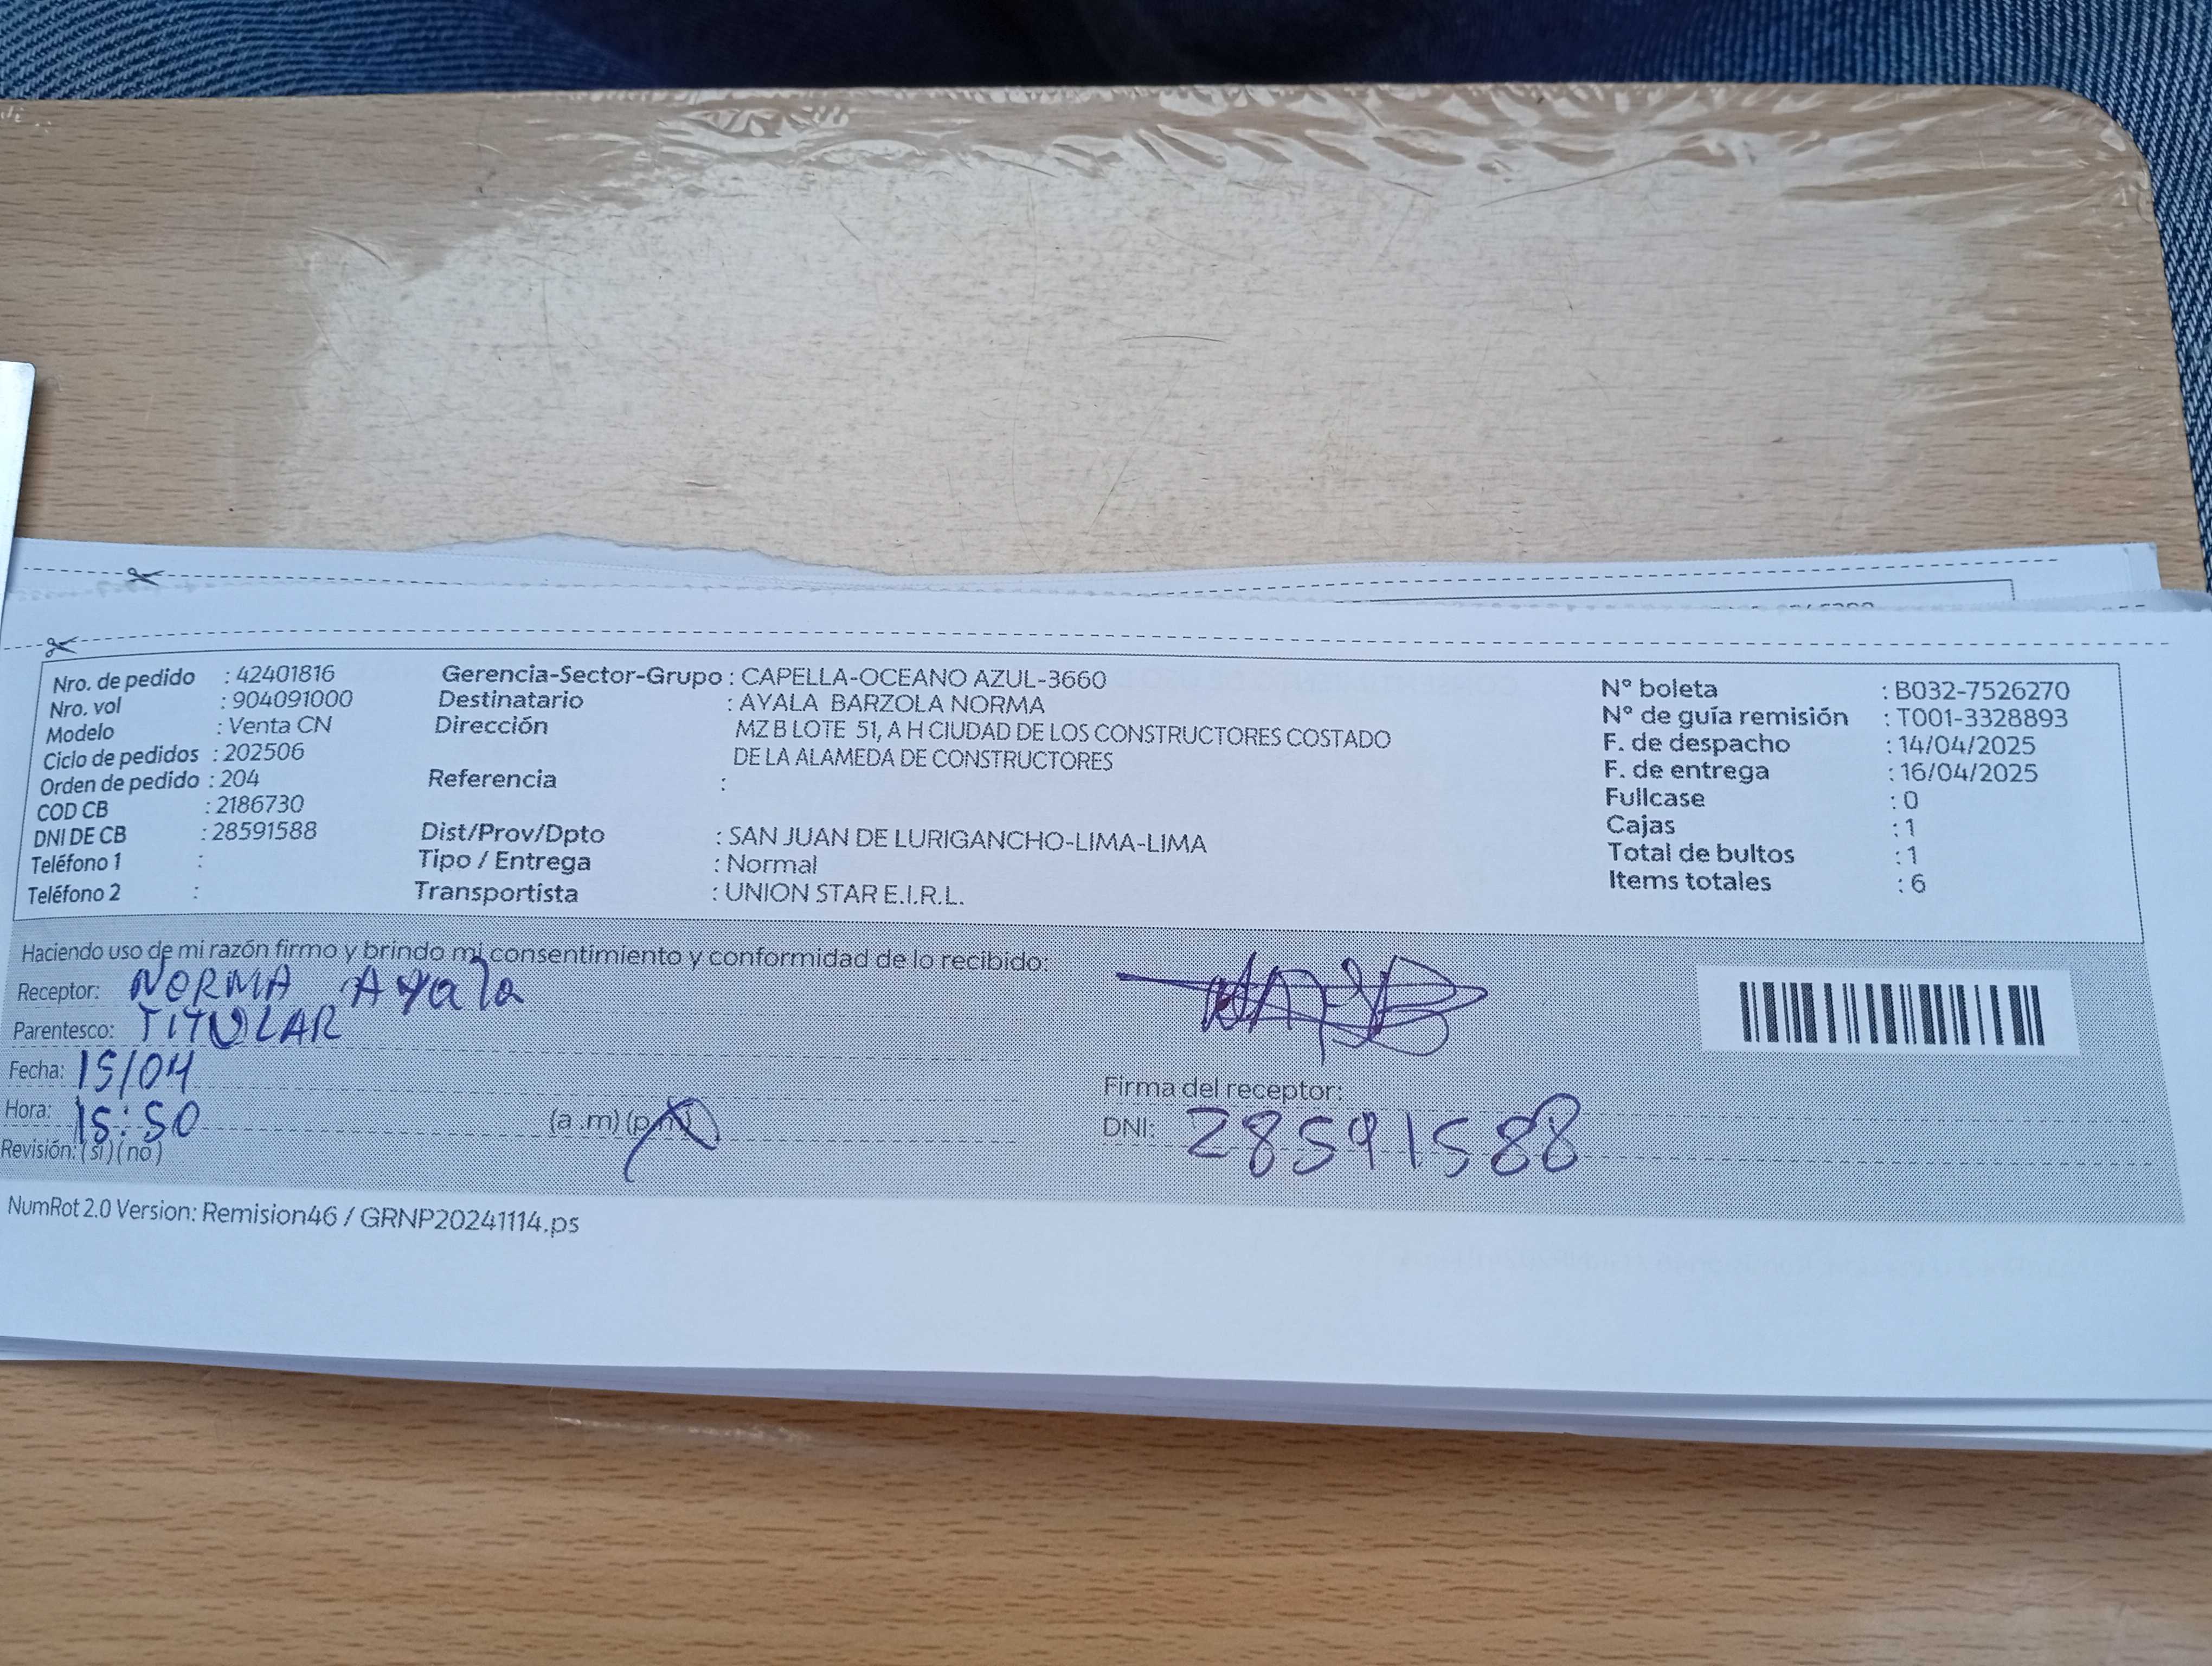 Nro. de pedido : 42401816
Nro. vol : 904091000
Modelo : Venta CN
Ciclo de pedidos : 202506
Orden de pedido : 204
COD CB : 2186730
DNI DE CB : 28591588
Teléfono 1 :
Teléfono 2 :
Gerencia-Sector-Grupo : CAPELLA-OCEANO AZUL-3660
Destinatario : AYALA BARZOLA NORMA
Dirección MZ B LOTE 51, A H CIUDAD DE LOS CONSTRUCTORES COSTADO
DE LA ALAMEDA DE CONSTRUCTORES
Referencia :
Dist/Prov/Dpto : SAN JUAN DE LURIGANCHO-LIMA-LIMA
Tipo / Entrega : Normal
Transportista : UNION STAR E.I.R.L.
N° boleta : B032-7526270
N° de guía remisión : T001-3328893
F. de despacho : 14/04/2025
F. de entrega : 16/04/2025
Fullcase : 0
Cajas : 1
Total de bultos : 1
Items totales : 6
Haciendo uso de mi razón firmo y brindo mi consentimiento y conformidad de lo recibido:
Receptor: NORMA Ayala
Parentesco: TITULAR
Fecha: 15/04
Hora: 15:50 (a .m) (p.m)
Revisión: (si) (no)
Firma del receptor:
DNI: 28591588
NumRot 2.0 Version: Remision46 / GRNP20241114.ps